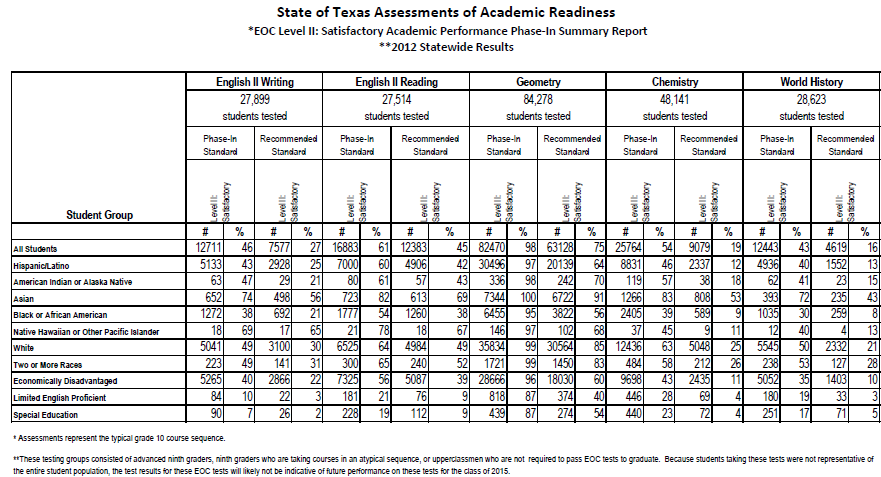 State of Texas Assessments of Academic Readiness
*EOC Level II: Satisfactory Academic Performance Phase-In Summary Report
**2012 Statewide Results
English II Writing English II Reading Geometry Chemistry World History
27,899 27,514 84,278 48,141 28,623
students tested students tested students tested students tested students tested
Phase-In Recommended Phase-In Recommended Phase-In Recommended Phase-In Recommended Phase-In Recommended
Standard Standard Standard Standard Standard Standard Standard Standard Standard Standard
Level II: Level II: Level II: Level II: Level II: Level II: Level II: Level II: Level II: Level II:
Satisfactory Satisfactory Satisfactory Satisfactory Satisfactory Satisfactory Satisfactory Satisfactory Satisfactory Satisfactory
Student Group
# % # % # % # % # % # % # % # % # % # %
All Students 12711 46 7577 27 16883 61 12383 45 82470 98 63128 75 25764 54 9079 19 12443 43 4619 16
Hispanic/Latino 5133 43 2928 25 7000 60 4906 42 30496 97 20139 64 8831 46 2337 12 4936 40 1552 13
American Indian or Alaska Native 63 47 29 21 80 61 57 43 336 98 242 70 119 57 38 18 62 41 23 15
Asian 652 74 498 56 723 82 613 69 7344 100 6722 91 1266 83 808 53 393 72 235 43
Black or African American 1272 38 692 21 1777 54 1260 38 6455 95 3822 56 2405 39 589 9 1035 30 259 8
Native Hawaiian or Other Pacific Islander 18 69 17 65 21 78 18 67 146 97 102 68 37 45 9 11 12 40 4 13
White 5041 49 3100 30 6525 64 4984 49 35834 99 30564 85 12436 63 5048 25 5545 50 2332 21
Two or More Races 223 49 141 31 300 65 240 52 1721 99 1450 83 484 58 212 26 238 53 127 28
Economically Disadvantaged 5265 40 2866 22 7325 56 5087 39 28666 96 18030 60 9698 43 2435 11 5052 35 1403 10
Limited English Proficient 84 10 22 3 181 21 76 9 818 87 374 40 446 28 69 4 180 19 33 3
Special Education 90 7 26 2 228 19 112 9 439 87 274 54 440 23 72 4 251 17 71 5
* Assessments represent the typical grade 10 course sequence.
**These testing groups consisted of advanced ninth graders, ninth graders who are taking courses in an atypical sequence, or upperclassmen who are not required to pass EOC tests to graduate. Because students taking these tests were not representative of
the entire student population, the test results for these EOC tests will likely not be indicative of future performance on these tests for the class of 2015.